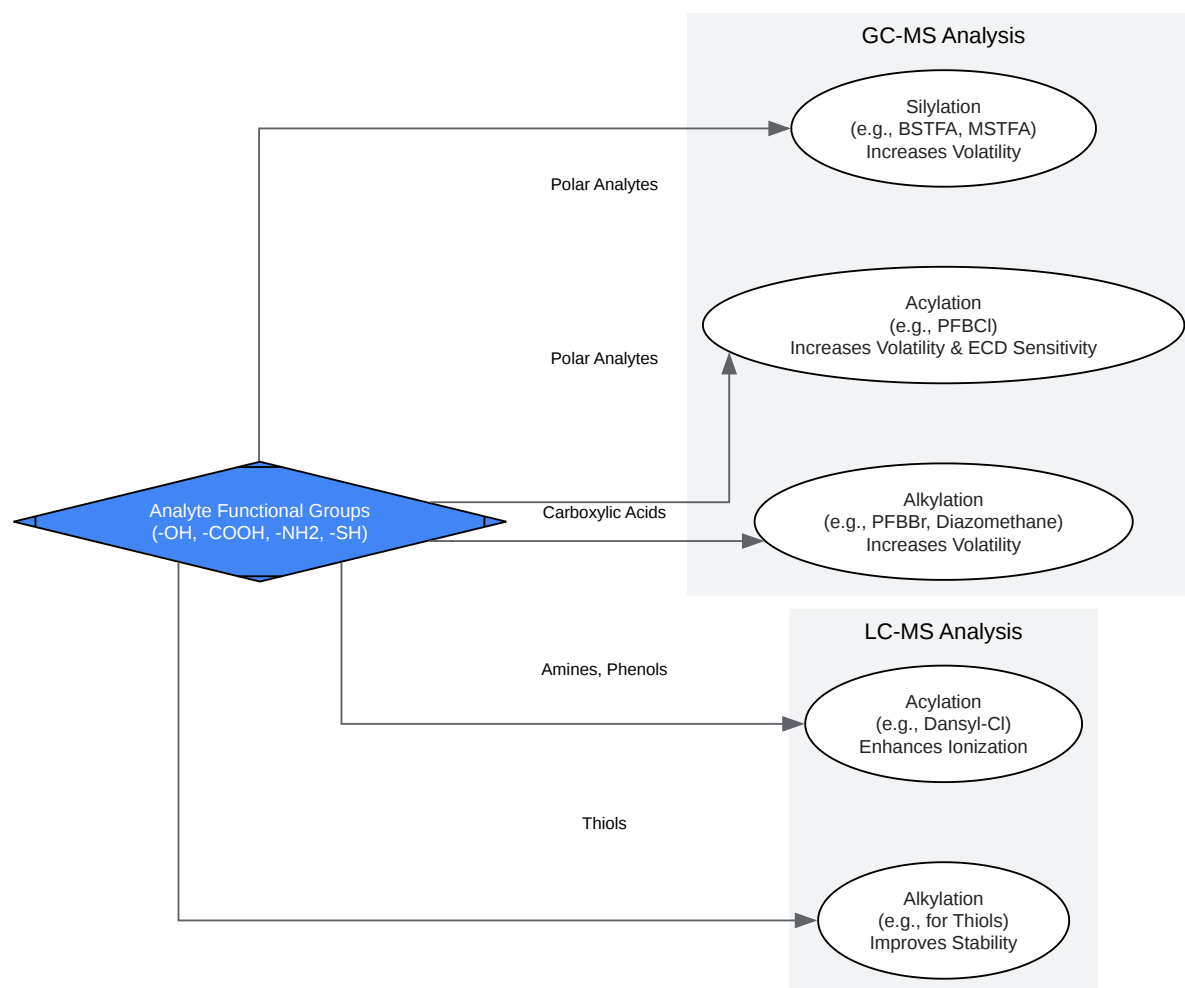 GC-MS Analysis
Silylation
(e.g., BSTFA, MSTFA)
Increases Volatility
Polar Analytes
Acylation
(e.g., PFBCl)
Increases Volatility & ECD Sensitivity
Polar Analytes
Analyte Functional Groups
(-OH, -COOH, -NH2, -SH)
Carboxylic Acids
Alkylation
(e.g., PFBBr, Diazomethane)
Increases Volatility
LC-MS Analysis
Amines, Phenols
Acylation
(e.g., Dansyl-Cl)
Enhances Ionization
Thiols
Alkylation
(e.g., for Thiols)
Improves Stability